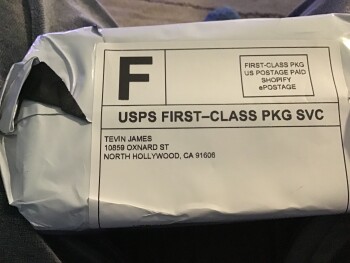 F
FIRST-CLASS PKG
US POSTAGE PAID
SHOPIFY
ePOSTAGE
USPS FIRST-CLASS PKG SVC
TEVIN JAMES
10859 OXNARD ST
NORTH HOLLYWOOD, CA 91606